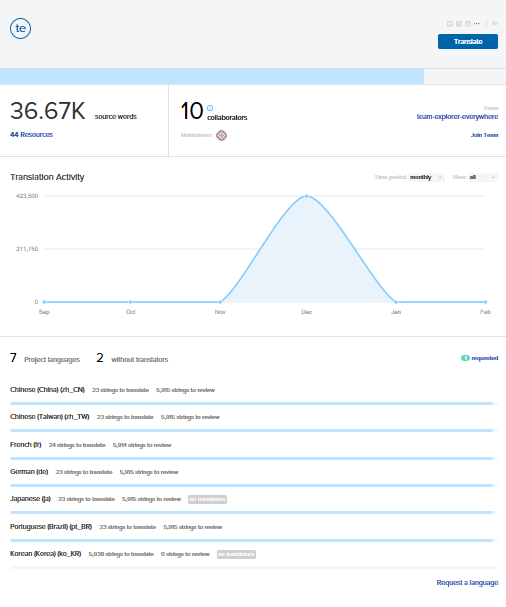 te
Translate
36.67K source words
44 Resources
10 collaborators
Maintainers:
Team
team-explorer-everywhere
Join Team
Translation Activity
Time period: monthly
View: all
423,500
211,750
0
Sep Oct Nov Dec Jan Feb
7 Project languages 2 without translators
1 requested
Chinese (China) (zh_CN) 23 strings to translate 5,915 strings to review
Chinese (Taiwan) (zh_TW) 23 strings to translate 5,915 strings to review
French (fr) 24 strings to translate 5,914 strings to review
German (de) 23 strings to translate 5,915 strings to review
Japanese (ja) 23 strings to translate 5,915 strings to review no translators
Portuguese (Brazil) (pt_BR) 23 strings to translate 5,915 strings to review
Korean (Korea) (ko_KR) 5,938 strings to translate 0 strings to review no translators
Request a language